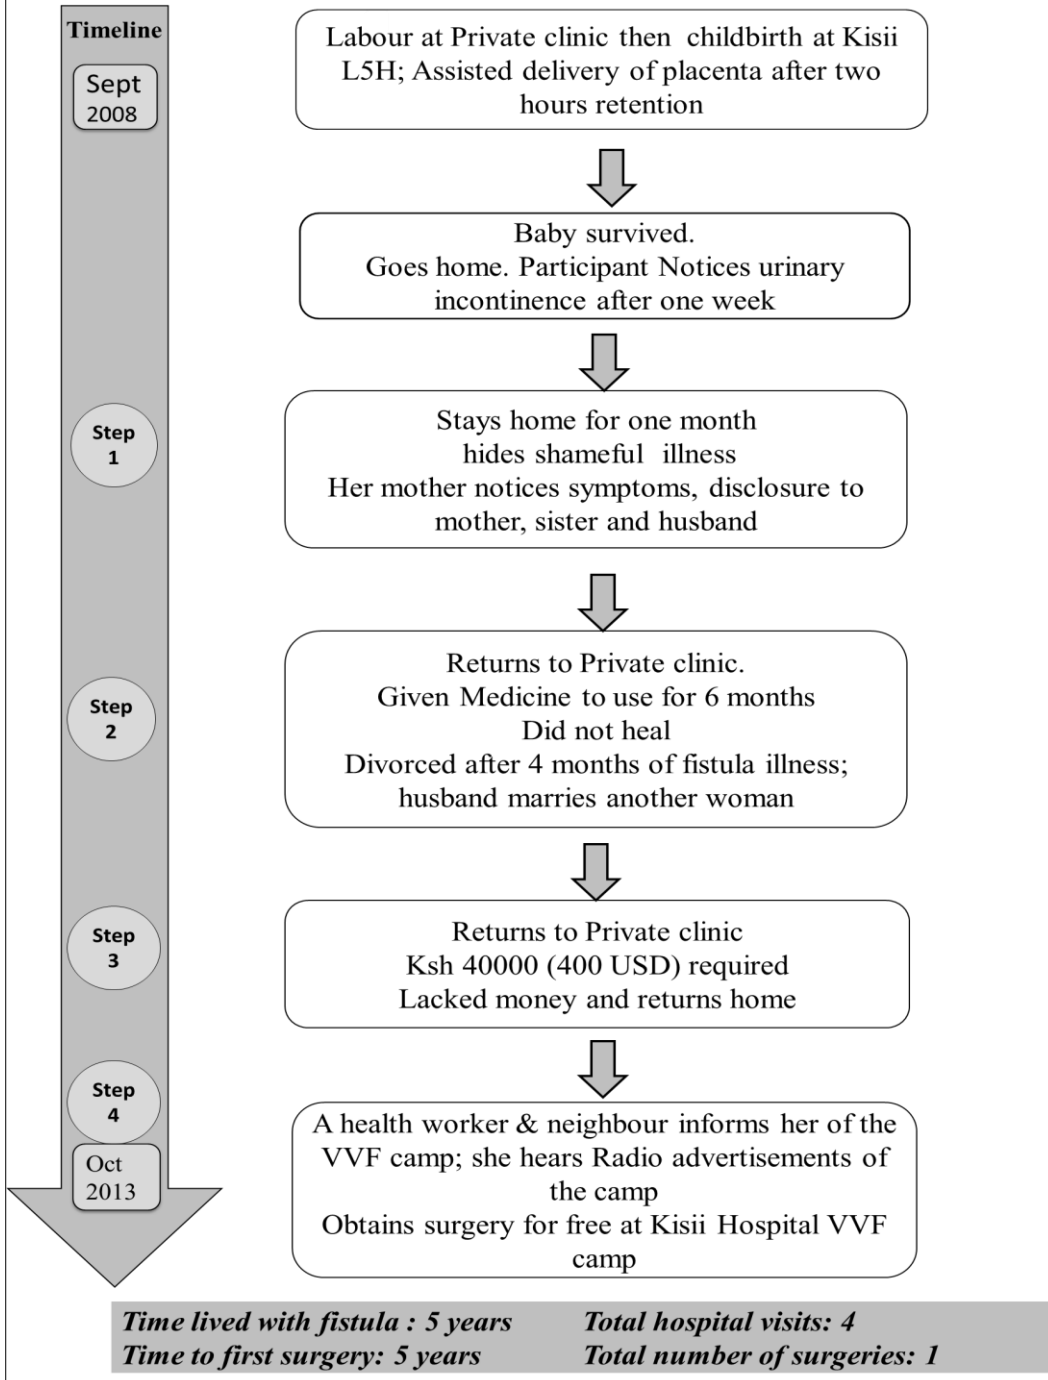 Timeline
Sept
2008
Labour at Private clinic then childbirth at Kisii
L5H; Assisted delivery of placenta after two
hours retention
Baby survived.
Goes home. Participant Notices urinary
incontinence after one week
Step
1
Stays home for one month
hides shameful illness
Her mother notices symptoms, disclosure to
mother, sister and husband
Step
2
Returns to Private clinic.
Given Medicine to use for 6 months
Did not heal
Divorced after 4 months of fistula illness;
husband marries another woman
Step
3
Returns to Private clinic
Ksh 40000 (400 USD) required
Lacked money and returns home
Step
4
Oct
2013
A health worker & neighbour informs her of the
VVF camp; she hears Radio advertisements of
the camp
Obtains surgery for free at Kisii Hospital VVF
camp
Time lived with fistula : 5 years
Total hospital visits: 4
Time to first surgery: 5 years
Total number of surgeries: 1